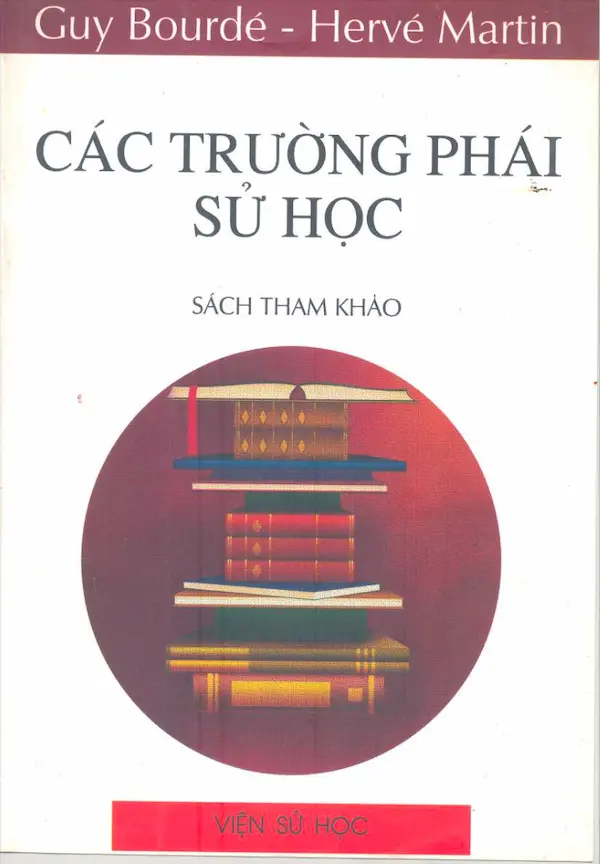 Guy Bourdé - Hervé Martin
CÁC TRƯỜNG PHÁI
SỬ HỌC
SÁCH THAM KHẢO
VIỆN SỬ HỌC